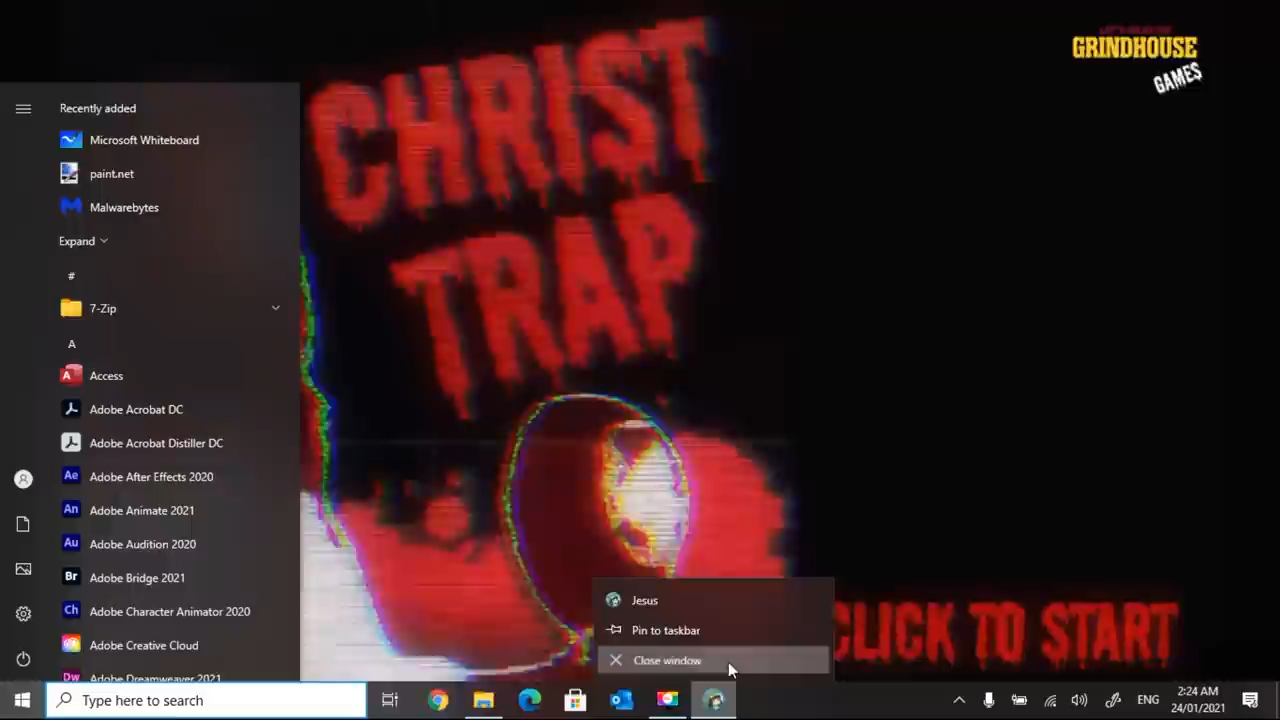 CHRIST
TRAP
GRINDHOUSE
GAMES
CLICK TO START
Recently added
Microsoft Whiteboard
paint.net
Malwarebytes
Expand
#
7-Zip
A
Access
Adobe Acrobat DC
Adobe Acrobat Distiller DC
Adobe After Effects 2020
Adobe Animate 2021
Adobe Audition 2020
Adobe Bridge 2021
Adobe Character Animator 2020
Adobe Creative Cloud
Adobe Dreamweaver 2021
Jesus
Pin to taskbar
Close window
Type here to search
ENG
2:24 AM
24/01/2021